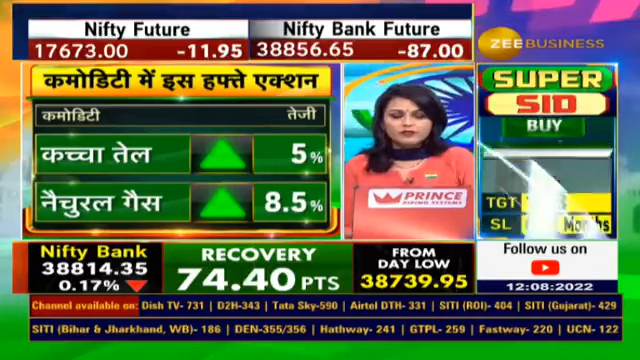 Nifty Future
17673.00 -11.95
Nifty Bank Future
38856.65 -87.00
ZEE BUSINESS
कमोडिटी में इस हफ्ते एक्शन
कमोडिटी तेजी
कच्चा तेल 5%
नैचुरल गैस 8.5%
PRINCE
PIPING SYSTEMS
SUPER
SID
BUY
TGT
SL Months
Nifty Bank
38814.35
0.17%
RECOVERY
74.40 PTS
FROM
DAY LOW
38739.95
Follow us on
12:08:2022
Channel available on: Dish TV- 731 | D2H-343 | Tata Sky-590 | Airtel DTH- 331 | SITI (ROI)- 404 | SITI (Gujarat)- 429
SITI (Bihar & Jharkhand, WB)- 186 | DEN-355/356 | Hathway- 241 | GTPL- 259 | Fastway- 220 | UCN- 122